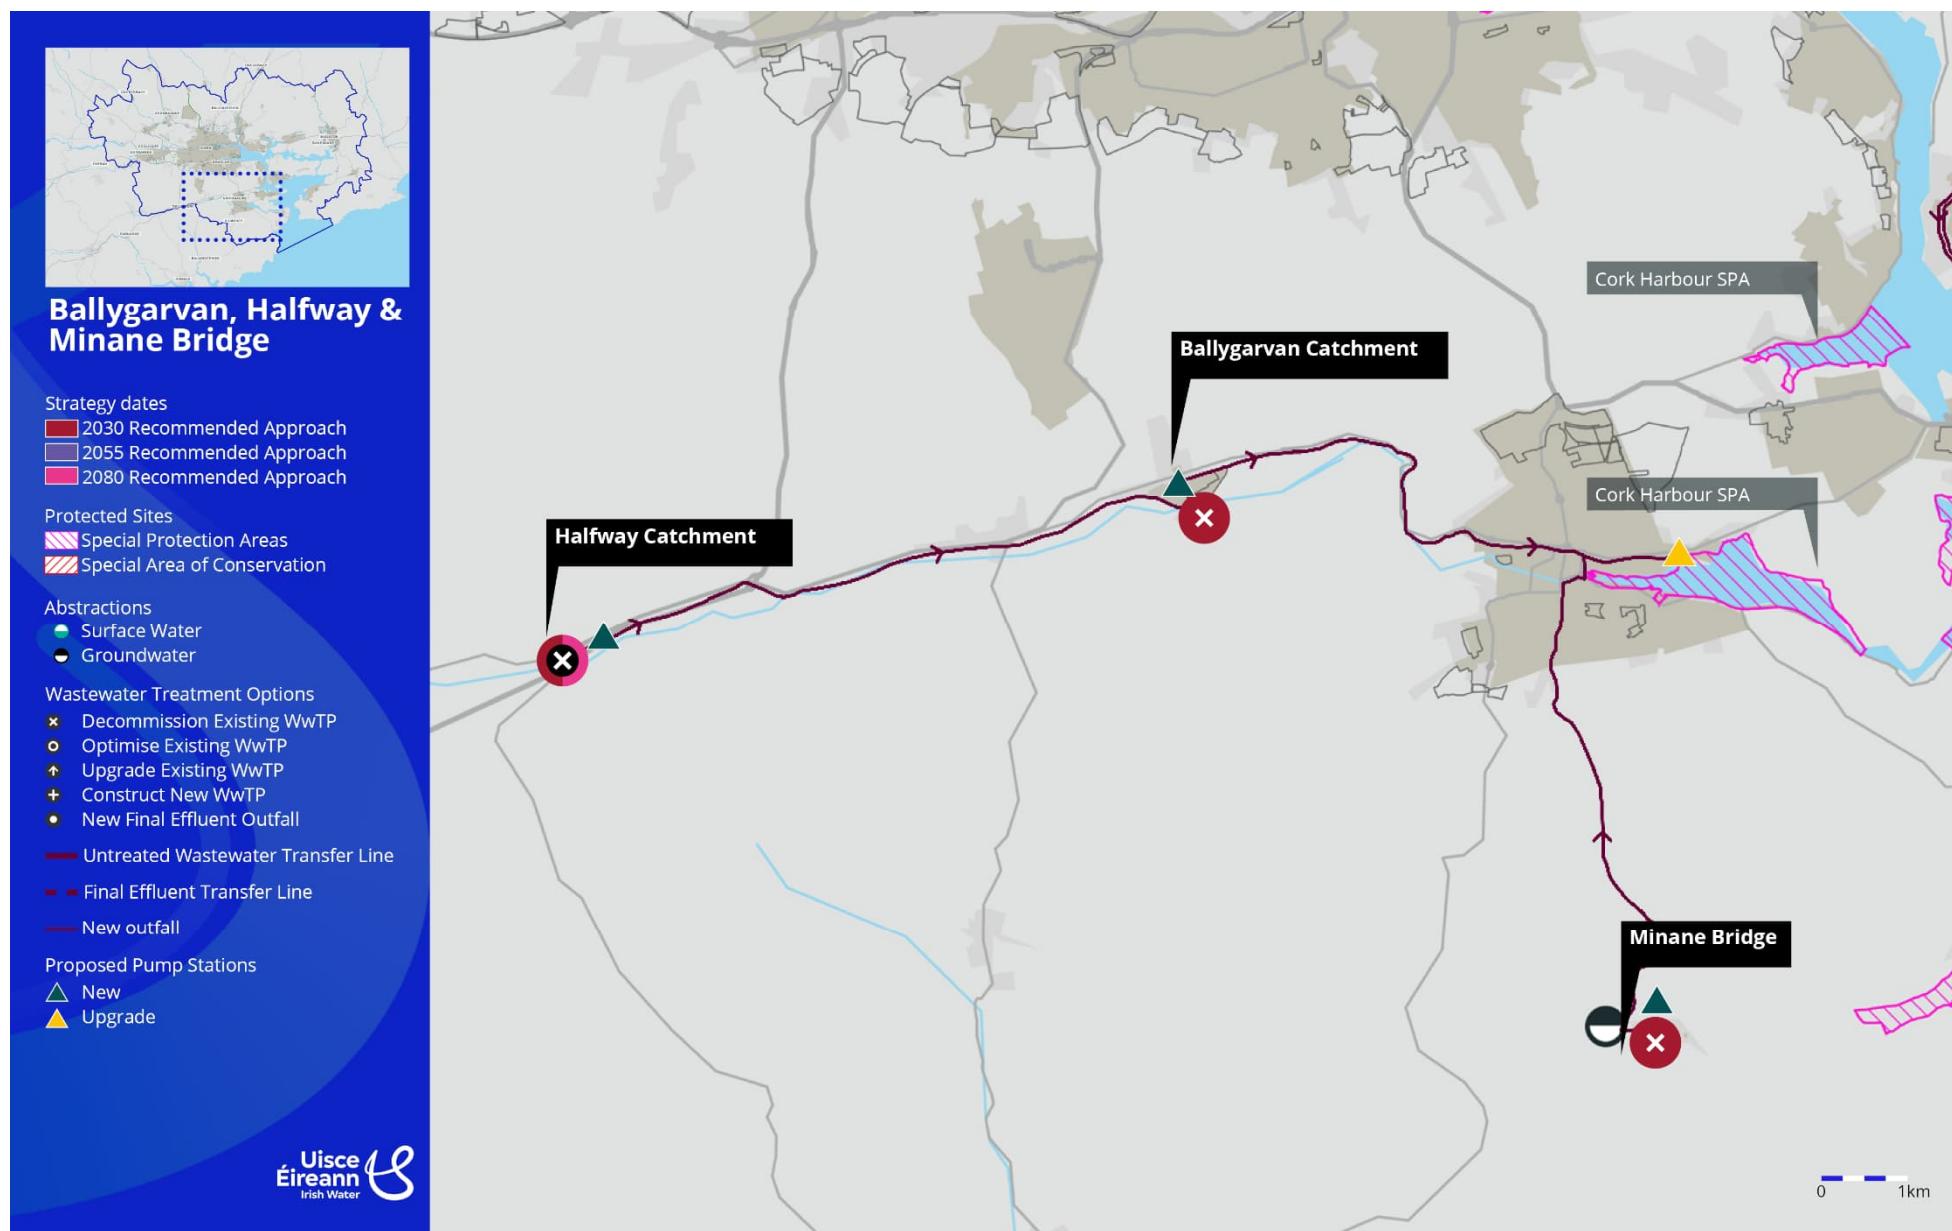 Ballygarvan, Halfway &
Minane Bridge
Strategy dates
2030 Recommended Approach
2055 Recommended Approach
2080 Recommended Approach
Protected Sites
Special Protection Areas
Special Area of Conservation
Abstractions
Surface Water
Groundwater
Wastewater Treatment Options
Decommission Existing WwTP
Optimise Existing WwTP
Upgrade Existing WwTP
Construct New WwTP
New Final Effluent Outfall
Untreated Wastewater Transfer Line
Final Effluent Transfer Line
New outfall
Proposed Pump Stations
New
Upgrade
Uisce
Éireann
Irish Water
Cork Harbour SPA
Ballygarvan Catchment
Cork Harbour SPA
Halfway Catchment
Minane Bridge
0 1km